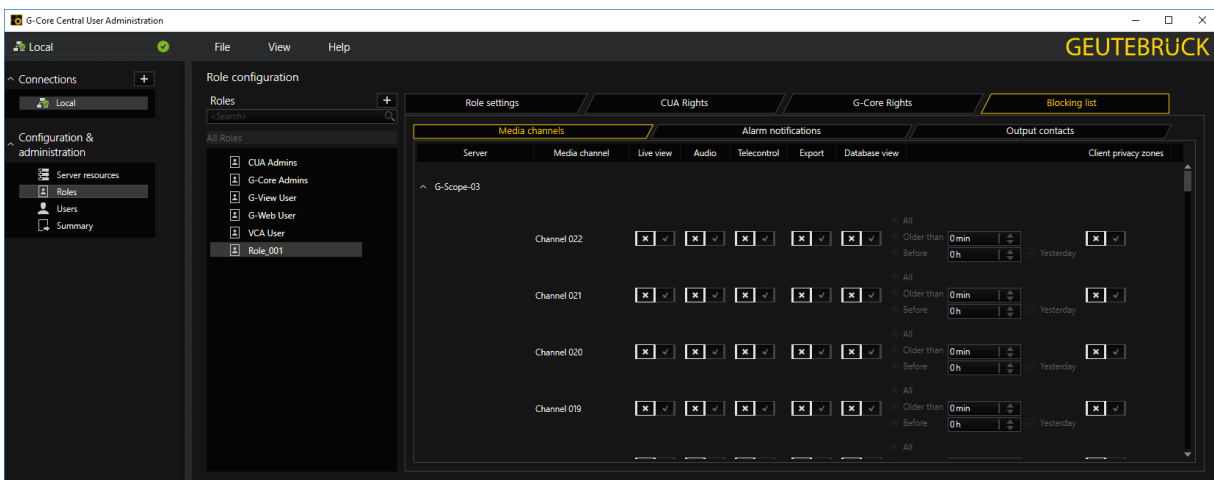 G-Core Central User Administration
Local
File View Help
GEUTEBRÜCK
Connections +
Local
Configuration &
administration
Server resources
Roles
Users
Summary
Role configuration
Roles +
<Search>
All Roles
CUA Admins
G-Core Admins
G-View User
G-Web User
VCA User
Role_001
Role settings CUA Rights G-Core Rights Blocking list
Media channels Alarm notifications Output contacts
Server Media channel Live view Audio Telecontrol Export Database view Client privacy zones
G-Scope-03
All
Channel 022 Older than 0 min
Before 0 h Yesterday
All
Channel 021 Older than 0 min
Before 0 h Yesterday
All
Channel 020 Older than 0 min
Before 0 h Yesterday
All
Channel 019 Older than 0 min
Before 0 h Yesterday
All